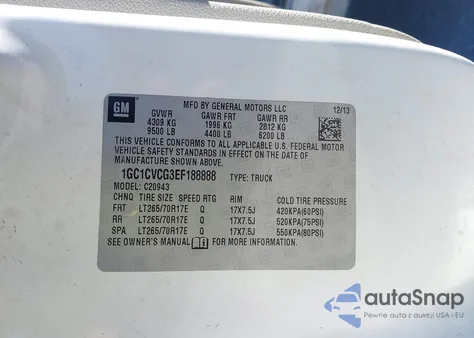 GM
MFD BY GENERAL MOTORS LLC
12/13
GVWR GAWR FRT GAWR RR
4309 KG 1996 KG 2812 KG
9500 LB 4400 LB 6200 LB
THIS VEHICLE CONFORMS TO ALL APPLICABLE U.S. FEDERAL MOTOR
VEHICLE SAFETY STANDARDS IN EFFECT ON THE DATE OF
MANUFACTURE SHOWN ABOVE.
1GC1CVCG3EF188888 TYPE: TRUCK
MODEL: C20943
CHNQ TIRE SIZE SPEED RTG RIM COLD TIRE PRESSURE
FRT LT265/70R17E Q 17X7.5J 420KPA(60PSI)
RR LT265/70R17E Q 17X7.5J 520KPA(75PSI)
SPA LT265/70R17E Q 17X7.5J 550KPA(80PSI)
SEE OWNER'S MANUAL FOR MORE INFORMATION.
autoSnap
Pewne auta z aukcji USA i EU